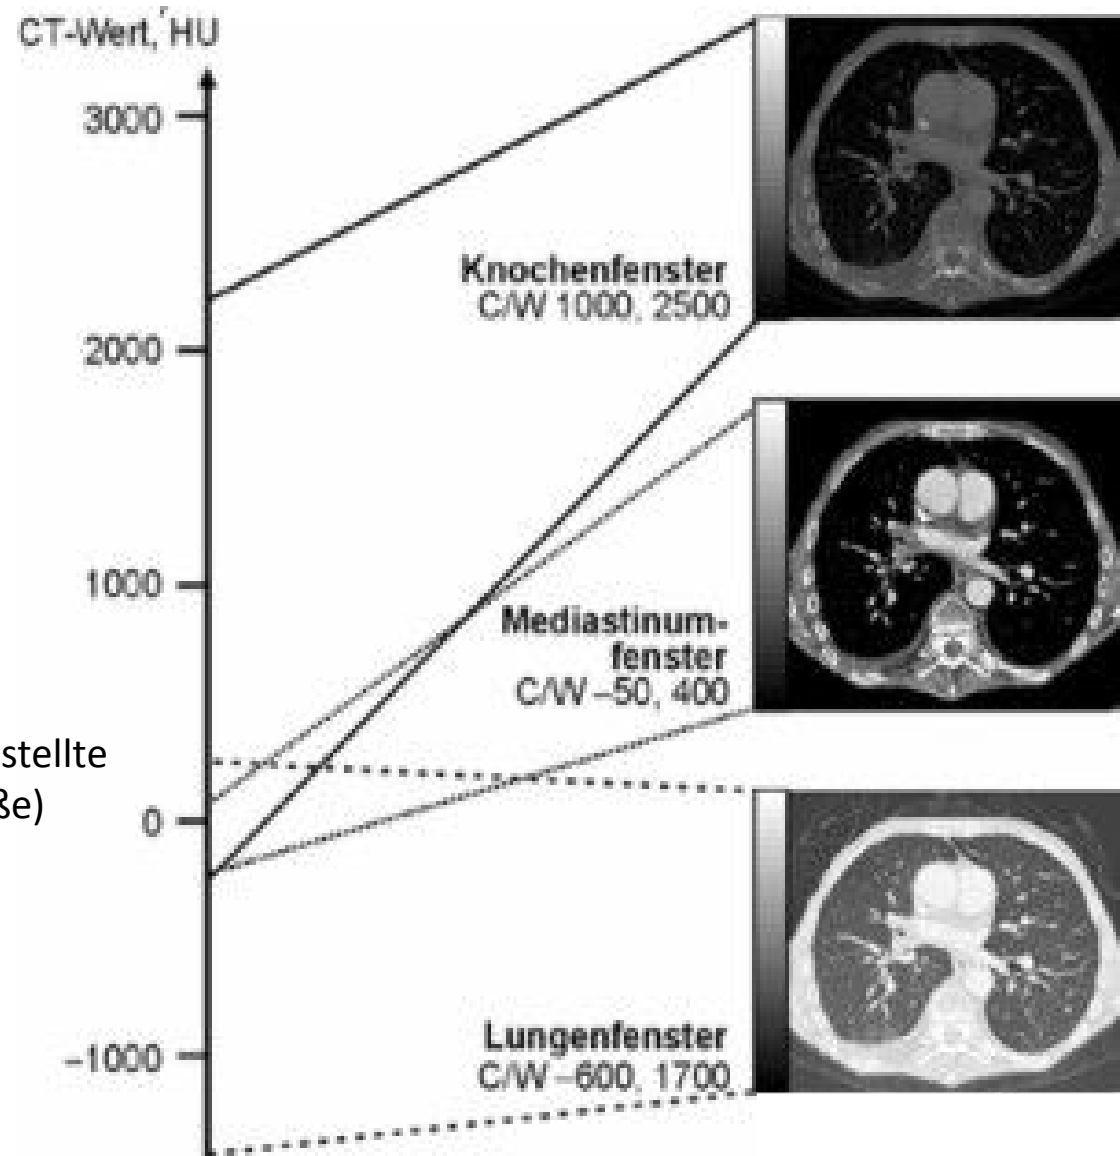 CT-Wert, HU
3000
Knochenfenster
C/W 1000, 2500
2000
1000
Mediastinum-
fenster
C/W –50, 400
stellte
ße)
0
Lungenfenster
C/W –600, 1700
–1000